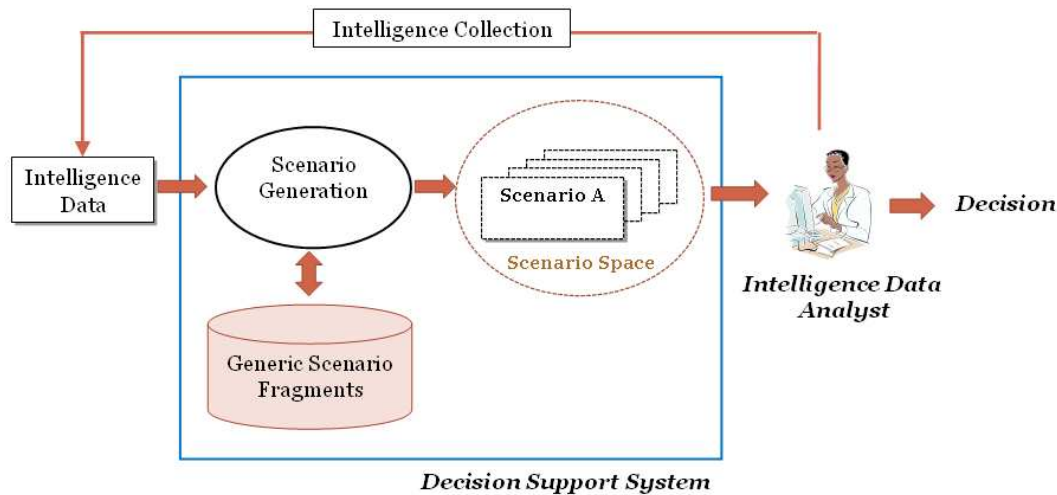 Intelligence Collection
Intelligence
Data
Scenario
Generation
Scenario A
Scenario Space
Decision
Intelligence Data
Analyst
Generic Scenario
Fragments
Decision Support System